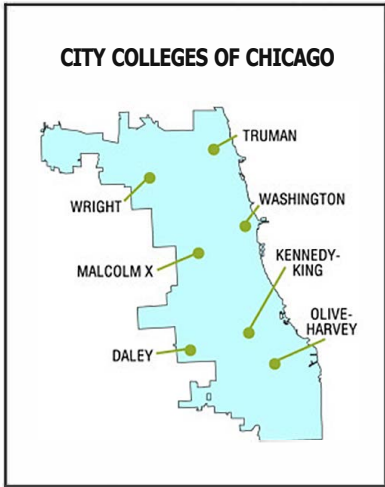 CITY COLLEGES OF CHICAGO
TRUMAN
WRIGHT
WASHINGTON
MALCOLM X
KENNEDY-
KING
OLIVE-
HARVEY
DALEY